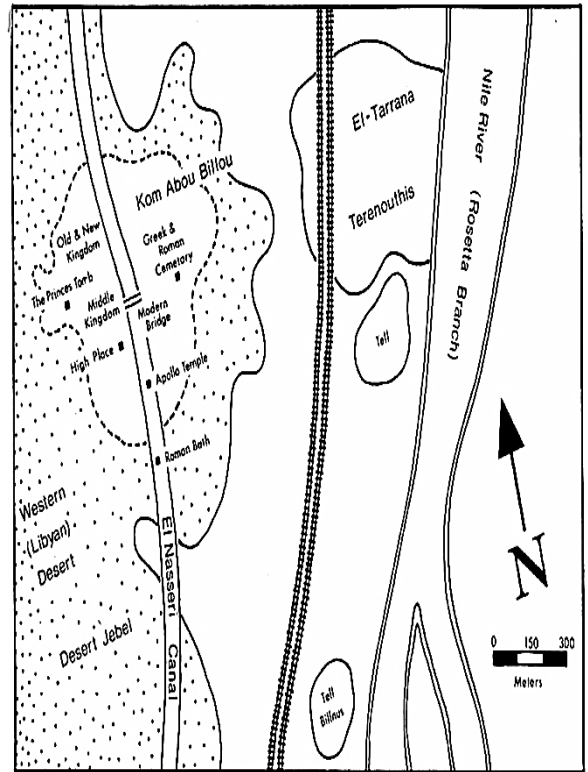 El-Tarrana
Terenouthis
Nile River (Rosetta Branch)
Kom Abou Billou
Old & New
Kingdom
Greek &
Roman
Cemetery
The Princes Tomb
Middle
Kingdom
Modern
Bridge
High Place
Apollo Temple
Tell
Roman Bath
Western
(Libyan)
Desert
El Nasseri Canal
Desert Jebel
N
0 150 300
Meters
Tell
Billnus